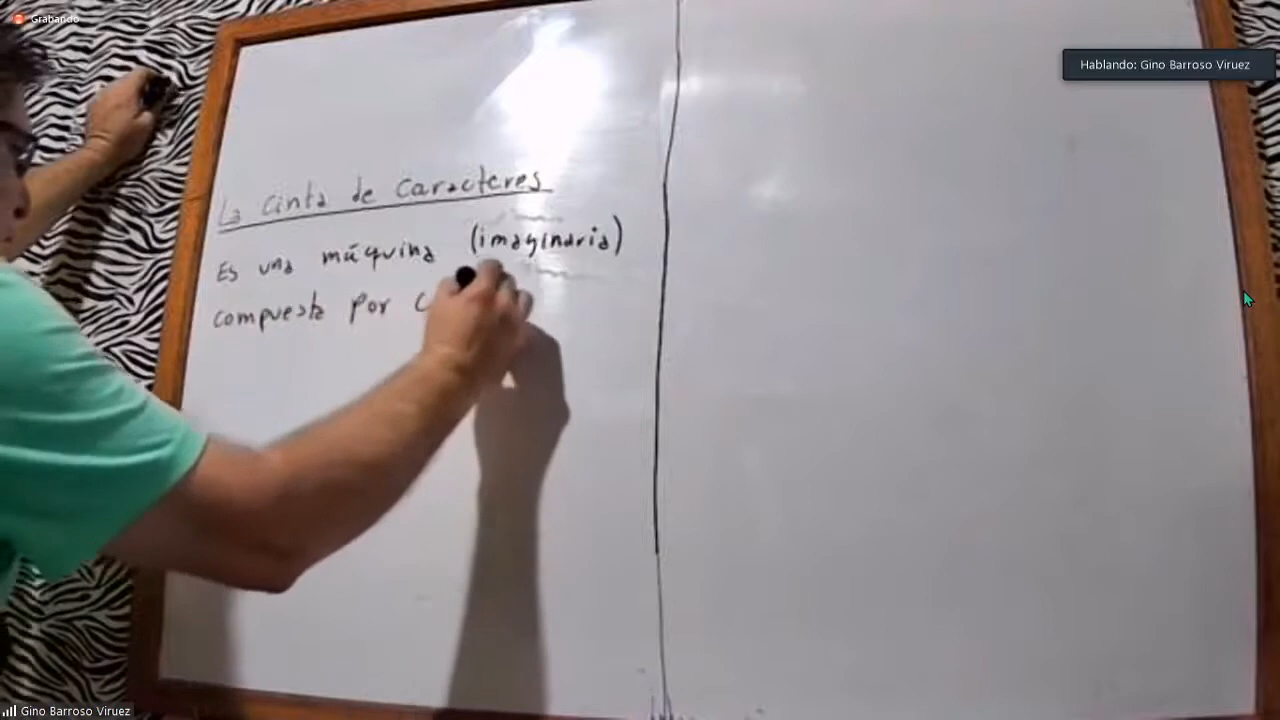 Grabando
Hablando: Gino Barroso Viruez
La cinta de caracteres
Es una máquina (imaginaria)
compuesta por c
Gino Barroso Viruez